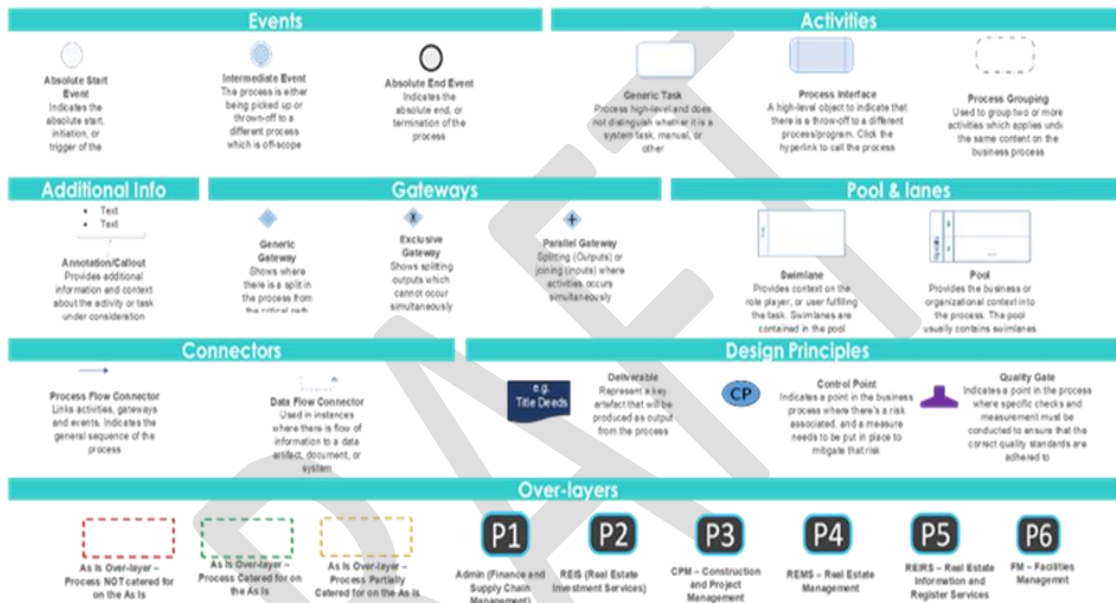 Events
Absolute Start
Event
Indicates the
absolute start,
initiation, or
trigger of the
Intermediate Event
The process is either
being picked up or
thrown-off to a
different process
which is off-scope
Absolute End Event
Indicates the
absolute end, or
termination of the
process
Activities
Generic Task
Process high-level and does
not distinguish whether it is a
system task, manual, or
other
Process Interface
A high-level object to indicate that
there is a throw-off to a different
process/program. Click the
hyperlink to call the process
Process Grouping
Used to group two or more
activities which applies unde
the same content on the
business process
Additional Info
• Text
• Text
Annotation/Callout
Provides additional
information and context
about the activity or task
under consideration
Gateways
Generic
Gateway
Shows where
there is a split in
the process from
the critical path
X
Exclusive
Gateway
Shows splitting
outputs which
cannot occur
simultaneously
+
Parallel Gateway
Splitting (Outputs) or
joining (inputs) where
activities occurs
simultaneously
Pool & lanes
Swimlane
Provides context on the
role player, or user fulfilling
the task. Swimlanes are
contained in the pool
Pool
Provides the business or
organizational context into
the process. The pool
usually contains swimlanes
Connectors
Process Flow Connector
Links activities, gateways
and events. Indicates the
general sequence of the
process
Data Flow Connector
Used in instances
where there is flow of
information to a data
artifact, document, or
system
Design Principles
e.g.
Title Deeds
Deliverable
Represent a key
artefact that will be
produced as output
from the process
CP
Control Point
Indicates a point in the business
process where there's a risk
associated, and a measure
needs to be put in place to
mitigate that risk
Quality Gate
Indicates a point in the process
where specific checks and
measurement must be
conducted to ensure that the
correct quality standards are
adhered to
Over-layers
As Is Over-layer –
Process NOT catered for
on the As Is
As Is Over-layer –
Process Catered for on
the As Is
As Is Over-layer –
Process Partially
Catered for on the As Is
P1
Admin (Finance and
Supply Chain
Management)
P2
REIS (Real Estate
Investment Services)
P3
CPM – Construction
and Project
Management
P4
REMS – Real Estate
Management
P5
REIRS – Real Estate
Information and
Register Services
P6
FM – Facilities
Managemnt
DRAFT